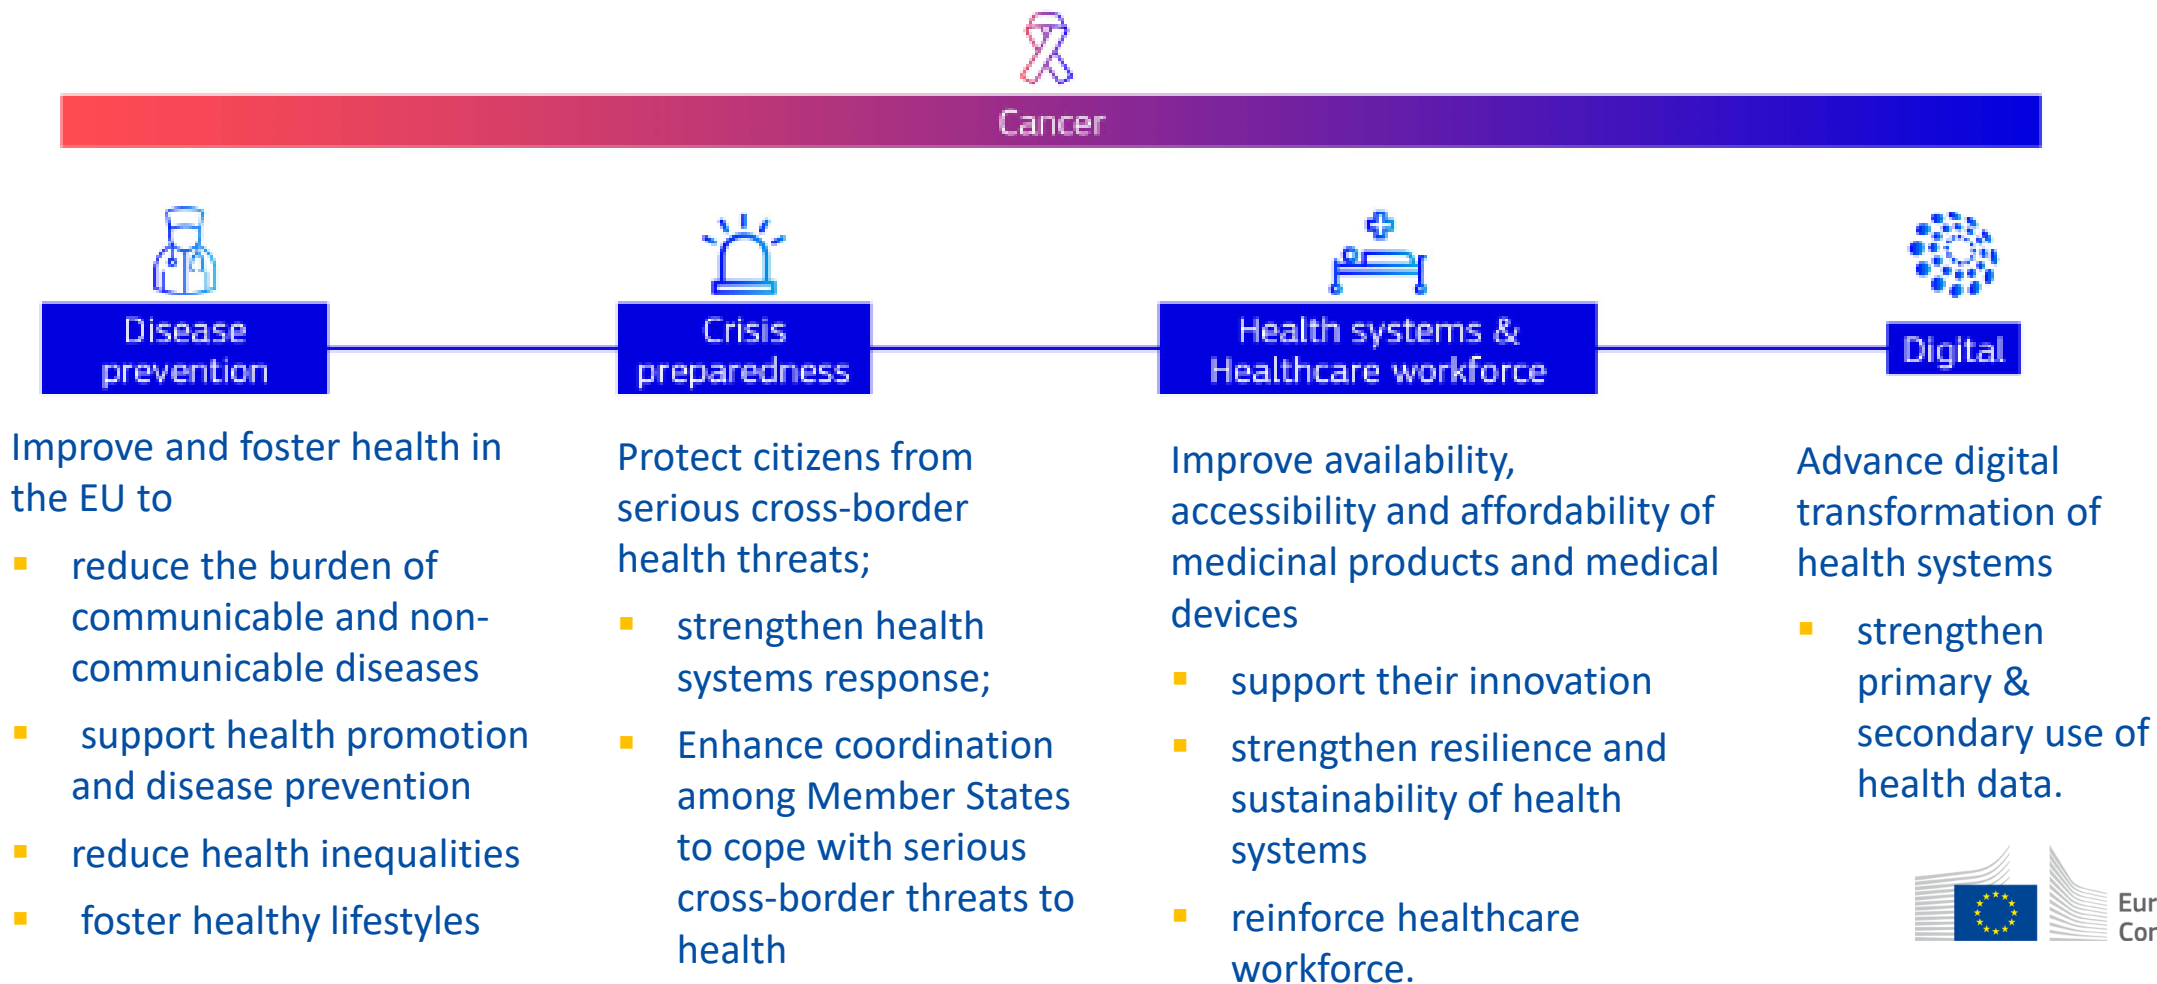 Cancer
Disease
prevention
Improve and foster health in
the EU to
▪ reduce the burden of
communicable and non-
communicable diseases
▪ support health promotion
and disease prevention
▪ reduce health inequalities
▪ foster healthy lifestyles
Crisis
preparedness
Protect citizens from
serious cross-border
health threats;
▪ strengthen health
systems response;
▪ Enhance coordination
among Member States
to cope with serious
cross-border threats to
health
Health systems &
Healthcare workforce
Improve availability,
accessibility and affordability of
medicinal products and medical
devices
▪ support their innovation
▪ strengthen resilience and
sustainability of health
systems
▪ reinforce healthcare
workforce.
Digital
Advance digital
transformation of
health systems
▪ strengthen
primary &
secondary use of
health data.
Eur
Cor